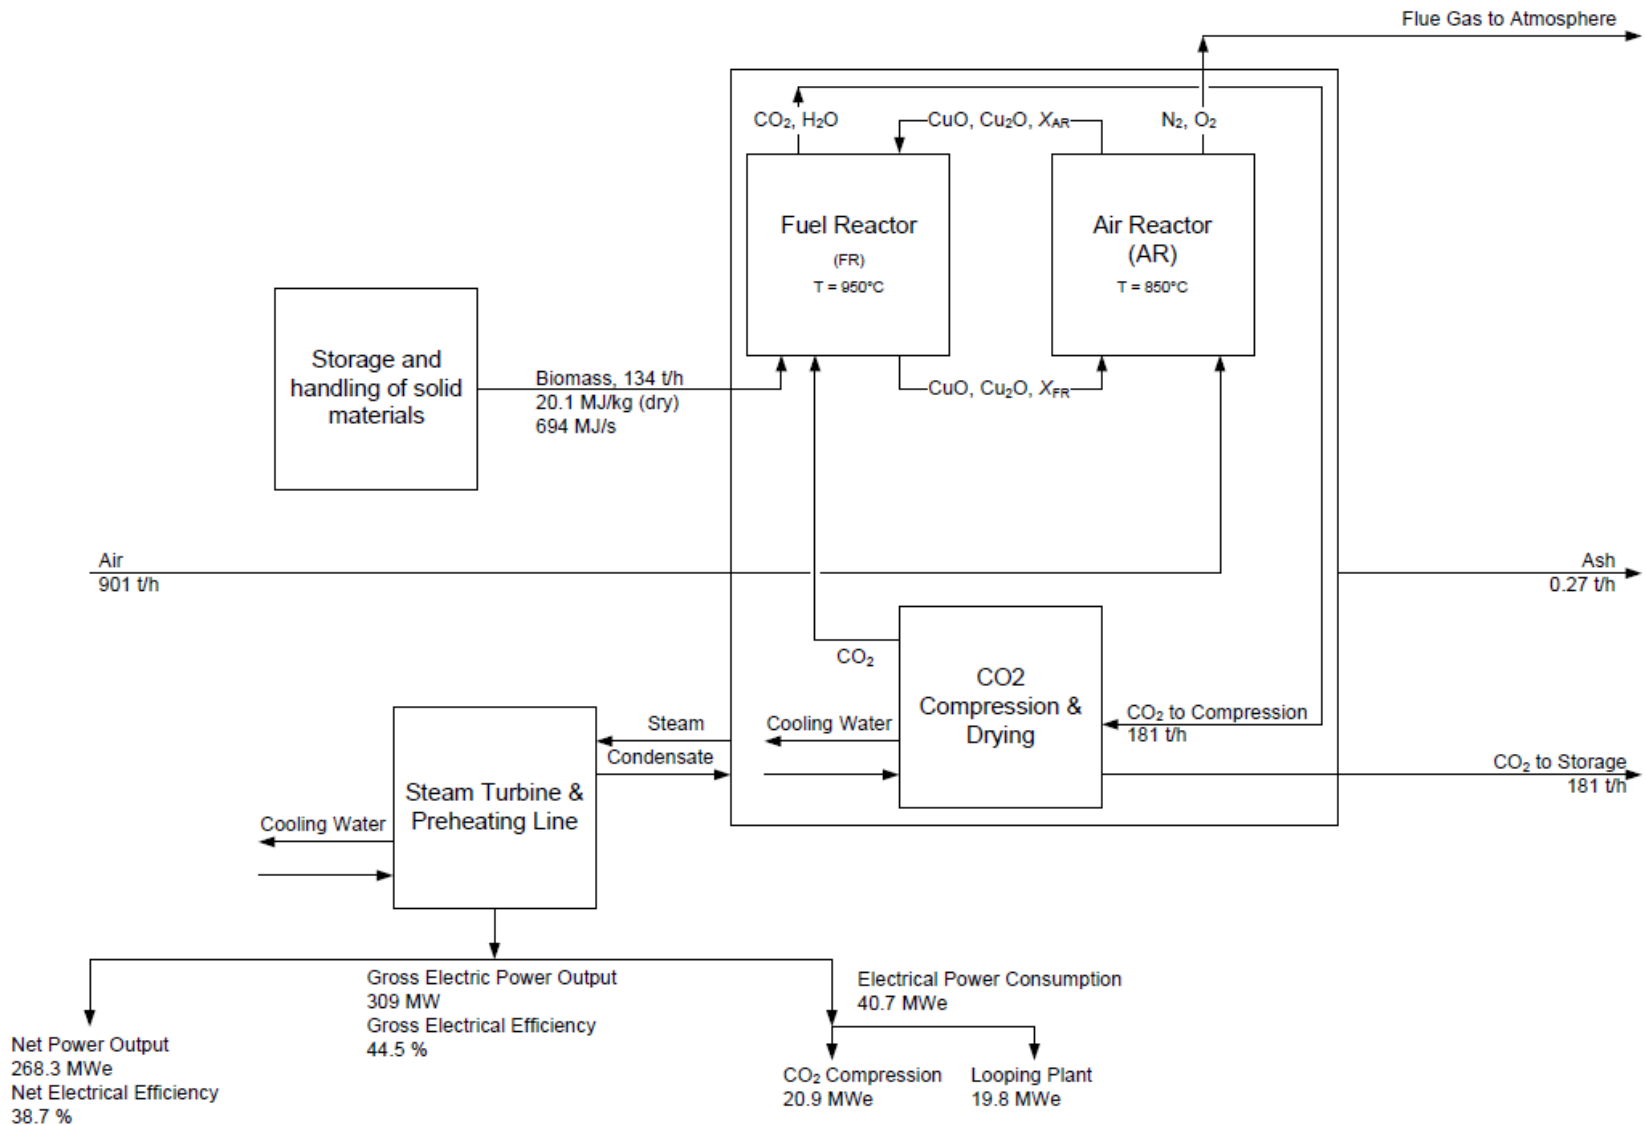 Flue Gas to Atmosphere
CO₂, H₂O
CuO, Cu₂O, X_AR
N₂, O₂
Fuel Reactor
(FR)
T = 950°C
Air Reactor
(AR)
T = 850°C
Storage and
handling of solid
materials
Biomass, 134 t/h
20.1 MJ/kg (dry)
694 MJ/s
CuO, Cu₂O, X_FR
Air
901 t/h
Ash
0.27 t/h
CO₂
CO2
Compression &
Drying
CO₂ to Compression
181 t/h
Steam
Condensate
Cooling Water
CO₂ to Storage
181 t/h
Steam Turbine &
Preheating Line
Cooling Water
Gross Electric Power Output
309 MW
Gross Electrical Efficiency
44.5 %
Electrical Power Consumption
40.7 MWe
Net Power Output
268.3 MWe
Net Electrical Efficiency
38.7 %
CO₂ Compression
20.9 MWe
Looping Plant
19.8 MWe